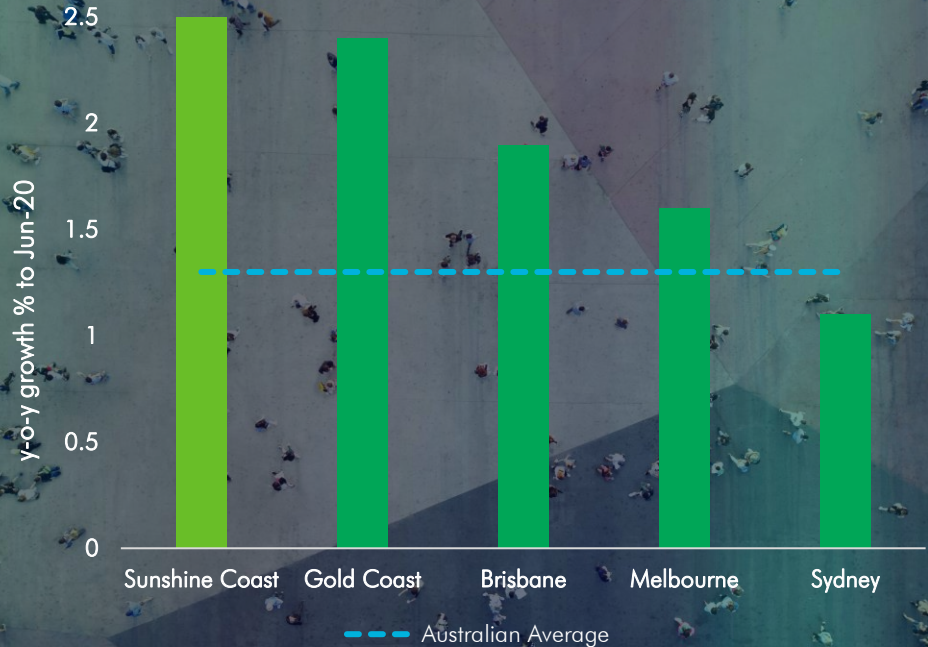 2.5
2
1.5
1
0.5
0
y-o-y growth % to Jun-20
Sunshine Coast
Gold Coast
Brisbane
Melbourne
Sydney
Australian Average